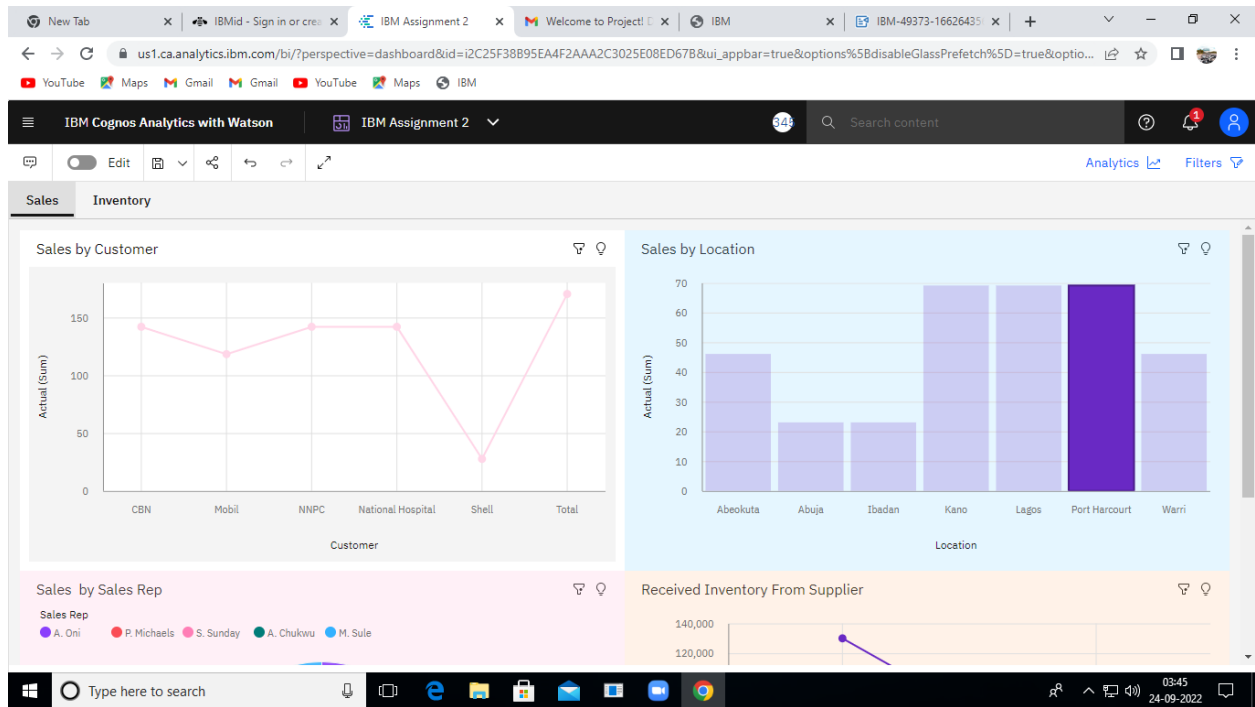 New Tab
IBMid - Sign in or crea
IBM Assignment 2
Welcome to Project! D
IBM
IBM-49373-16626435
us1.ca.analytics.ibm.com/bi/?perspective=dashboard&id=i2C25F38B95EA4F2AAA2C3025E08ED67B&ui_appbar=true&options%5BdisableGlassPrefetch%5D=true&optio...
YouTube Maps Gmail Gmail YouTube Maps IBM
IBM Cognos Analytics with Watson
IBM Assignment 2
345
Search content
1
Edit
Analytics
Filters
Sales Inventory
Sales by Customer
150
100
50
0
Actual (Sum)
CBN Mobil NNPC National Hospital Shell Total
Customer
Sales by Location
70
60
50
40
30
20
10
0
Actual (Sum)
Abeokuta Abuja Ibadan Kano Lagos Port Harcourt Warri
Location
Sales by Sales Rep
Sales Rep
A. Oni P. Michaels S. Sunday A. Chukwu M. Sule
Received Inventory From Supplier
140,000
120,000
Type here to search
03:45
24-09-2022